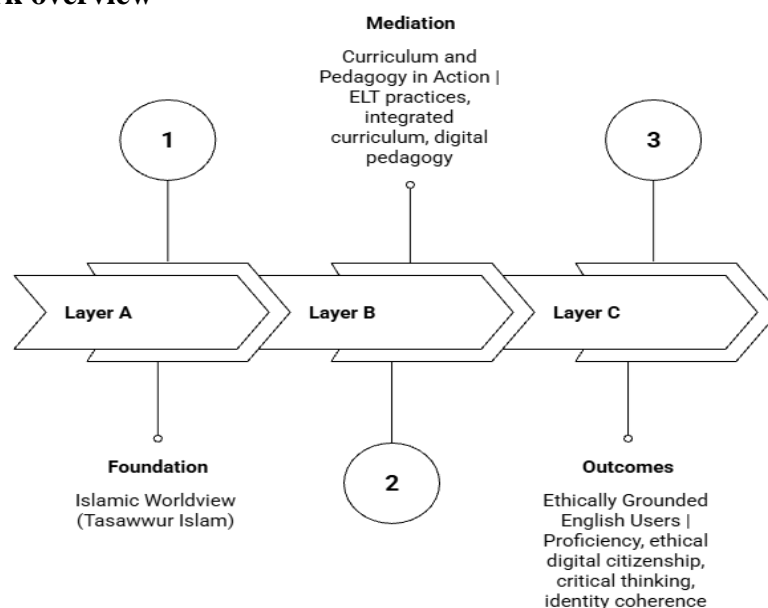 overview
Mediation
Curriculum and
Pedagogy in Action |
ELT practices,
integrated
curriculum, digital
pedagogy
1
3
Layer A
Layer B
Layer C
Foundation
Islamic Worldview
(Tasawwur Islam)
2
Outcomes
Ethically Grounded
English Users |
Proficiency, ethical
digital citizenship,
critical thinking,
identity coherence